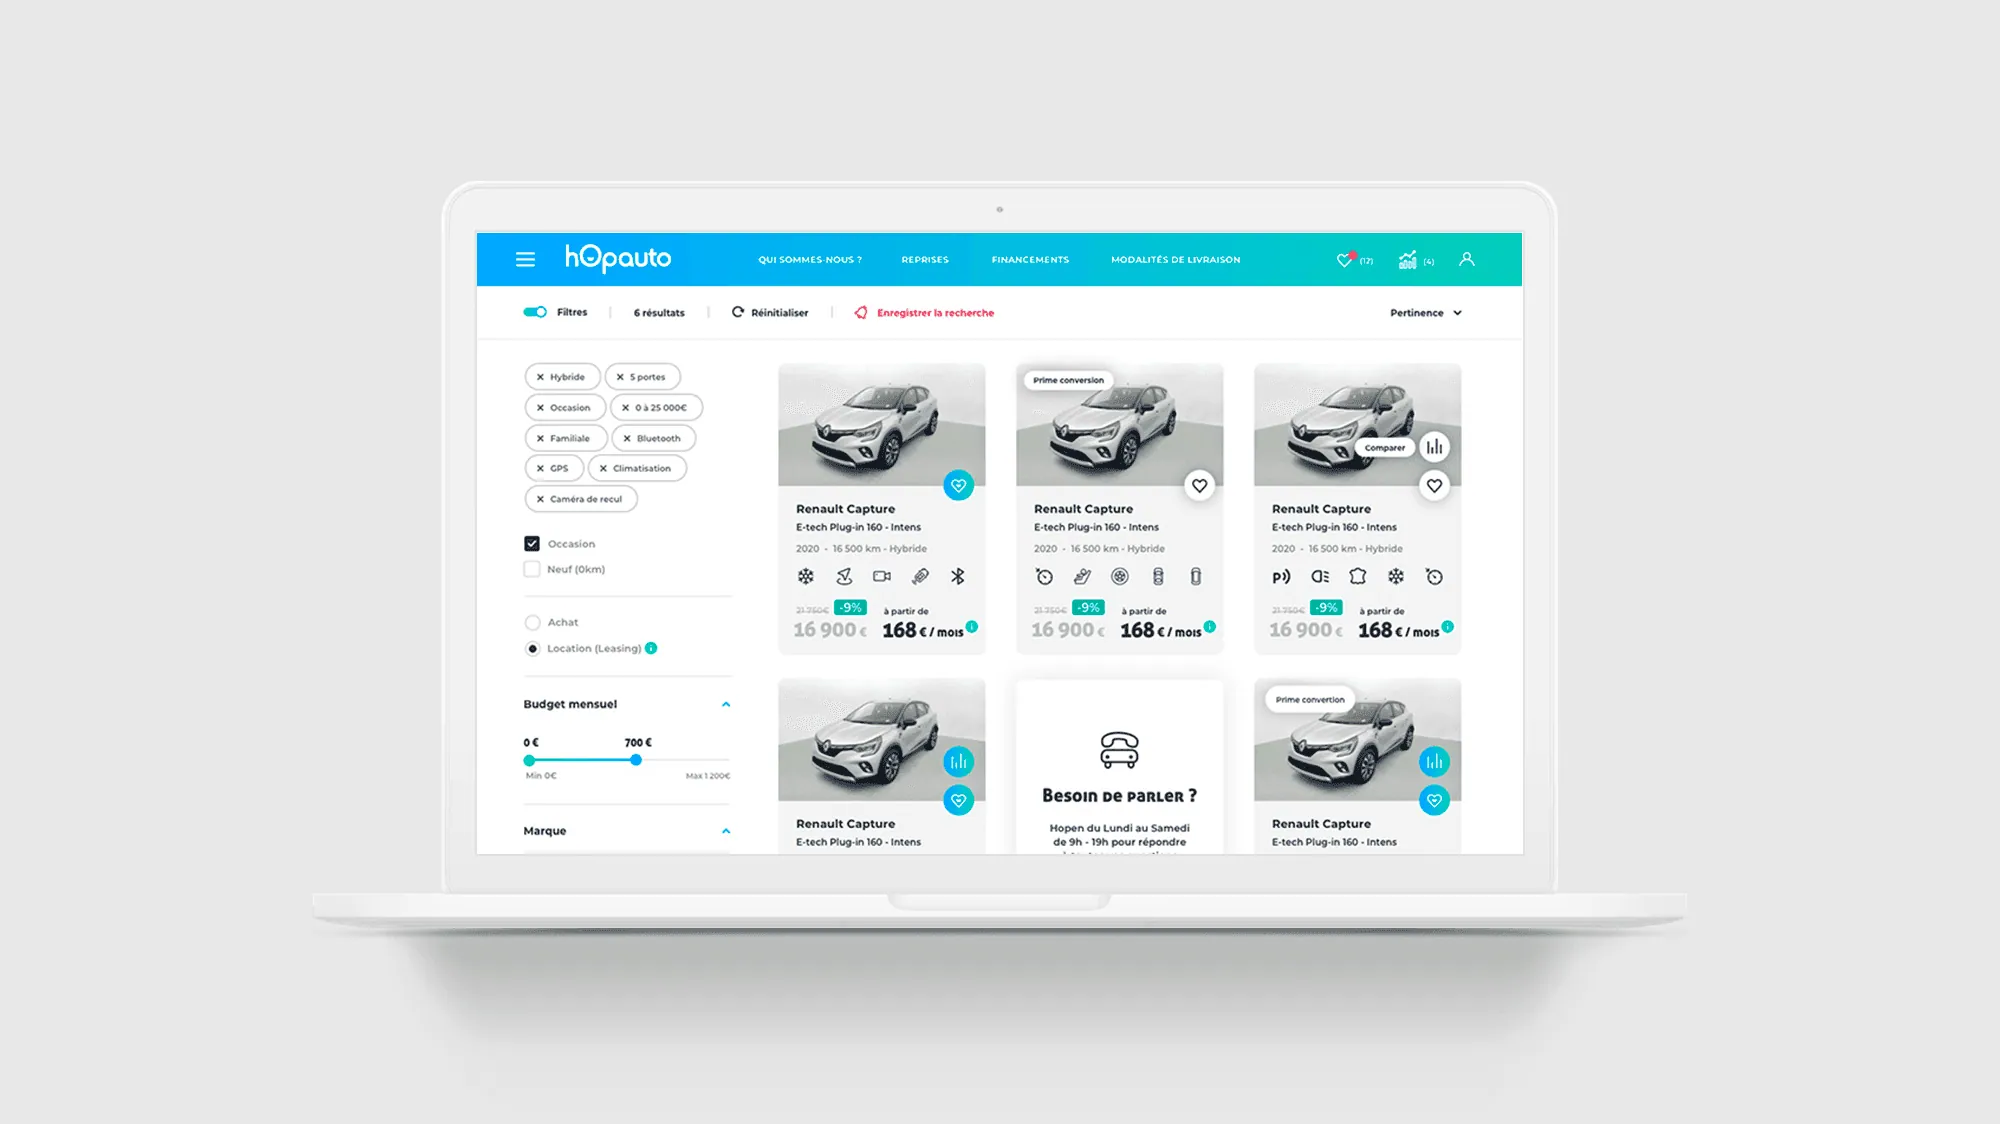 hOpauto
QUI SOMMES-NOUS ?
REPRISES
FINANCEMENTS
MODALITÉS DE LIVRAISON
(12)
(4)
Filtres
6 résultats
Réinitialiser
Enregistrer la recherche
Pertinence
Hybride
5 portes
Occasion
0 à 25 000€
Familiale
Bluetooth
GPS
Climatisation
Caméra de recul
Occasion
Neuf (0km)
Achat
Location (Leasing)
Budget mensuel
0 €
700 €
Min 0€
Max 1 200€
Marque
Renault Capture
E-tech Plug-in 160 - Intens
2020 - 16 500 km - Hybride
21 750€ -9% à partir de
16 900 € 168 € / mois
Prime conversion
Renault Capture
E-tech Plug-in 160 - Intens
2020 - 16 500 km - Hybride
21 750€ -9% à partir de
16 900 € 168 € / mois
Comparer
Renault Capture
E-tech Plug-in 160 - Intens
2020 - 16 500 km - Hybride
P))
21 750€ -9% à partir de
16 900 € 168 € / mois
Renault Capture
E-tech Plug-in 160 - Intens
Besoin de parler ?
Hopen du Lundi au Samedi
de 9h - 19h pour répondre
Prime convertion
Renault Capture
E-tech Plug-in 160 - Intens